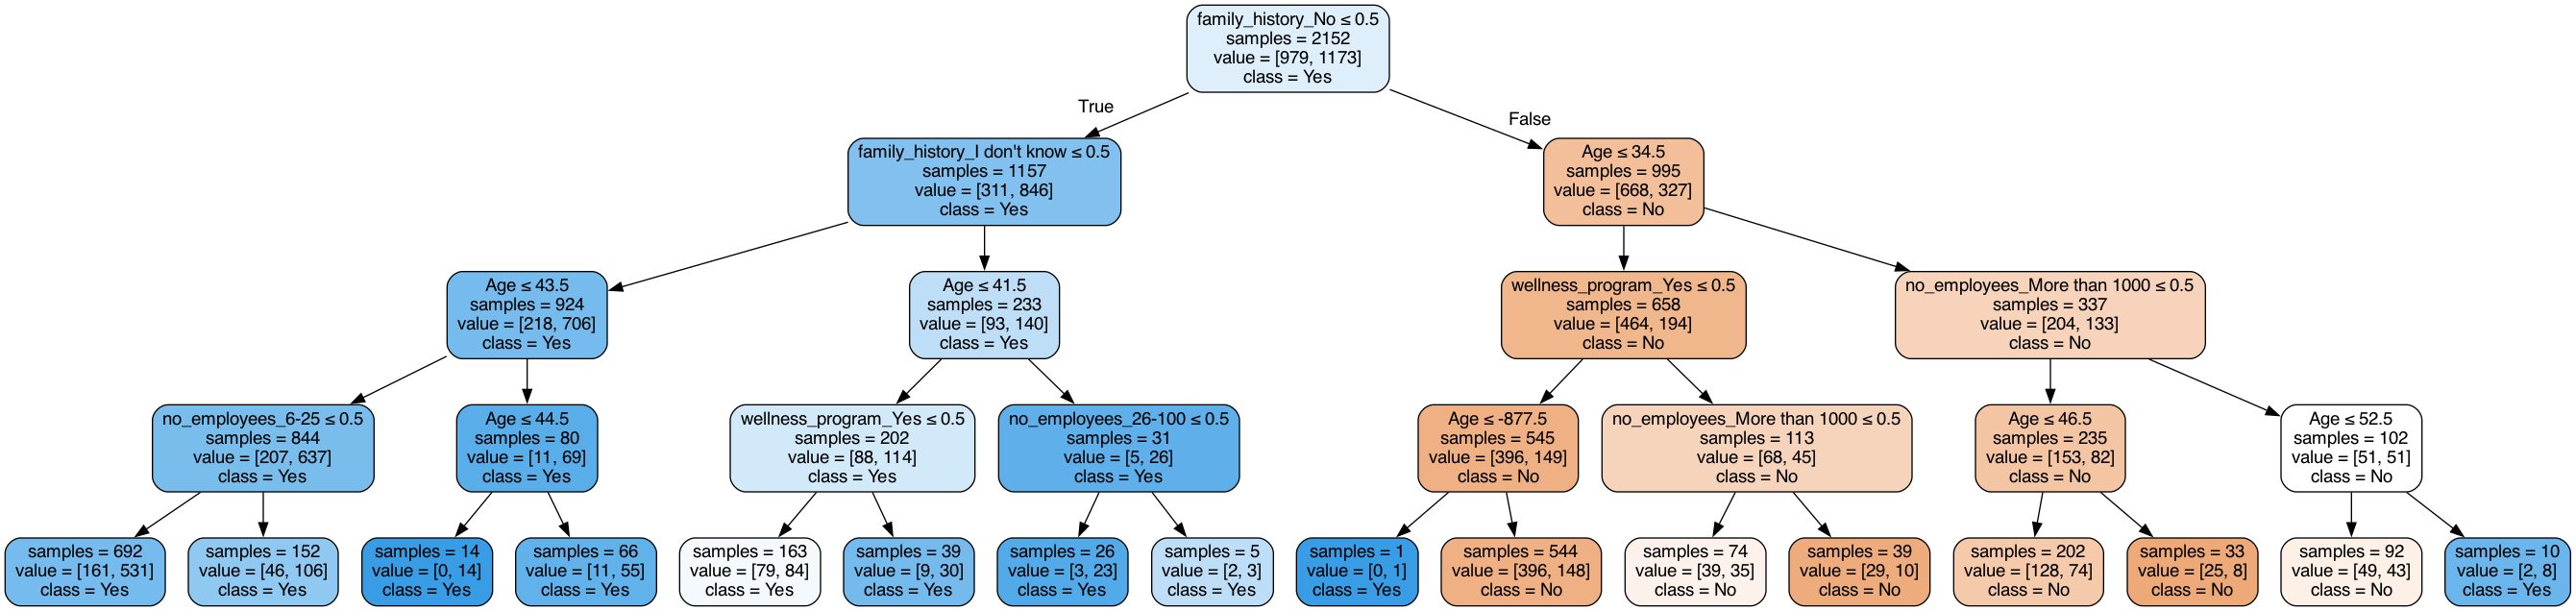 family_history_No ≤ 0.5
samples = 2152
value = [979, 1173]
class = Yes
True
False
family_history_I don't know ≤ 0.5
samples = 1157
value = [311, 846]
class = Yes
Age ≤ 34.5
samples = 995
value = [668, 327]
class = No
Age ≤ 43.5
samples = 924
value = [218, 706]
class = Yes
Age ≤ 41.5
samples = 233
value = [93, 140]
class = Yes
wellness_program_Yes ≤ 0.5
samples = 658
value = [464, 194]
class = No
no_employees_More than 1000 ≤ 0.5
samples = 337
value = [204, 133]
class = No
no_employees_6-25 ≤ 0.5
samples = 844
value = [207, 637]
class = Yes
Age ≤ 44.5
samples = 80
value = [11, 69]
class = Yes
wellness_program_Yes ≤ 0.5
samples = 202
value = [88, 114]
class = Yes
no_employees_26-100 ≤ 0.5
samples = 31
value = [5, 26]
class = Yes
Age ≤ -877.5
samples = 545
value = [396, 149]
class = No
no_employees_More than 1000 ≤ 0.5
samples = 113
value = [68, 45]
class = No
Age ≤ 46.5
samples = 235
value = [153, 82]
class = No
Age ≤ 52.5
samples = 102
value = [51, 51]
class = No
samples = 692
value = [161, 531]
class = Yes
samples = 152
value = [46, 106]
class = Yes
samples = 14
value = [0, 14]
class = Yes
samples = 66
value = [11, 55]
class = Yes
samples = 163
value = [79, 84]
class = Yes
samples = 39
value = [9, 30]
class = Yes
samples = 26
value = [3, 23]
class = Yes
samples = 5
value = [2, 3]
class = Yes
samples = 1
value = [0, 1]
class = Yes
samples = 544
value = [396, 148]
class = No
samples = 74
value = [39, 35]
class = No
samples = 39
value = [29, 10]
class = No
samples = 202
value = [128, 74]
class = No
samples = 33
value = [25, 8]
class = No
samples = 92
value = [49, 43]
class = No
samples = 10
value = [2, 8]
class = Yes